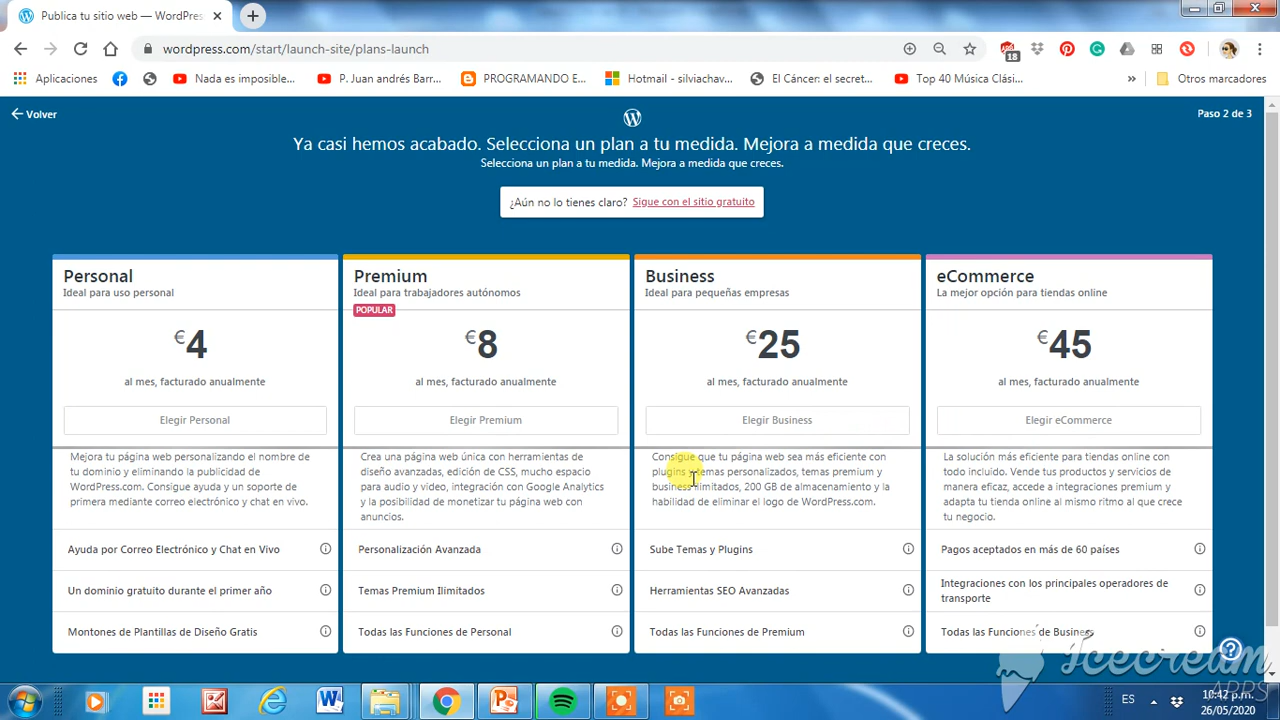 Publica tu sitio web — WordPres
wordpress.com/start/launch-site/plans-launch
18
Aplicaciones
Nada es imposible...
P. Juan andrés Barr...
PROGRAMANDO E...
Hotmail - silviachav...
El Cáncer: el secret...
Top 40 Música Clási...
»
Otros marcadores
Volver
Paso 2 de 3
Ya casi hemos acabado. Selecciona un plan a tu medida. Mejora a medida que creces.
Selecciona un plan a tu medida. Mejora a medida que creces.
¿Aún no lo tienes claro? Sigue con el sitio gratuito
Personal
Ideal para uso personal
€4
al mes, facturado anualmente
Elegir Personal
Mejora tu página web personalizando el nombre de
tu dominio y eliminando la publicidad de
WordPress.com. Consigue ayuda y un soporte de
primera mediante correo electrónico y chat en vivo.
Ayuda por Correo Electrónico y Chat en Vivo
Un dominio gratuito durante el primer año
Montones de Plantillas de Diseño Gratis
Premium
Ideal para trabajadores autónomos
POPULAR
€8
al mes, facturado anualmente
Elegir Premium
Crea una página web única con herramientas de
diseño avanzadas, edición de CSS, mucho espacio
para audio y video, integración con Google Analytics
y la posibilidad de monetizar tu página web con
anuncios.
Personalización Avanzada
Temas Premium Ilimitados
Todas las Funciones de Personal
Business
Ideal para pequeñas empresas
€25
al mes, facturado anualmente
Elegir Business
Consigue que tu página web sea más eficiente con
plugins y temas personalizados, temas premium y
business ilimitados, 200 GB de almacenamiento y la
habilidad de eliminar el logo de WordPress.com.
Sube Temas y Plugins
Herramientas SEO Avanzadas
Todas las Funciones de Premium
eCommerce
La mejor opción para tiendas online
€45
al mes, facturado anualmente
Elegir eCommerce
La solución más eficiente para tiendas online con
todo incluido. Vende tus productos y servicios de
manera eficaz, accede a integraciones premium y
adapta tu tienda online al mismo ritmo al que crece
tu negocio.
Pagos aceptados en más de 60 países
Integraciones con los principales operadores de
transporte
Todas las Funciones de Business
Icecream
APPS
ES
10:42 p.m.
26/05/2020